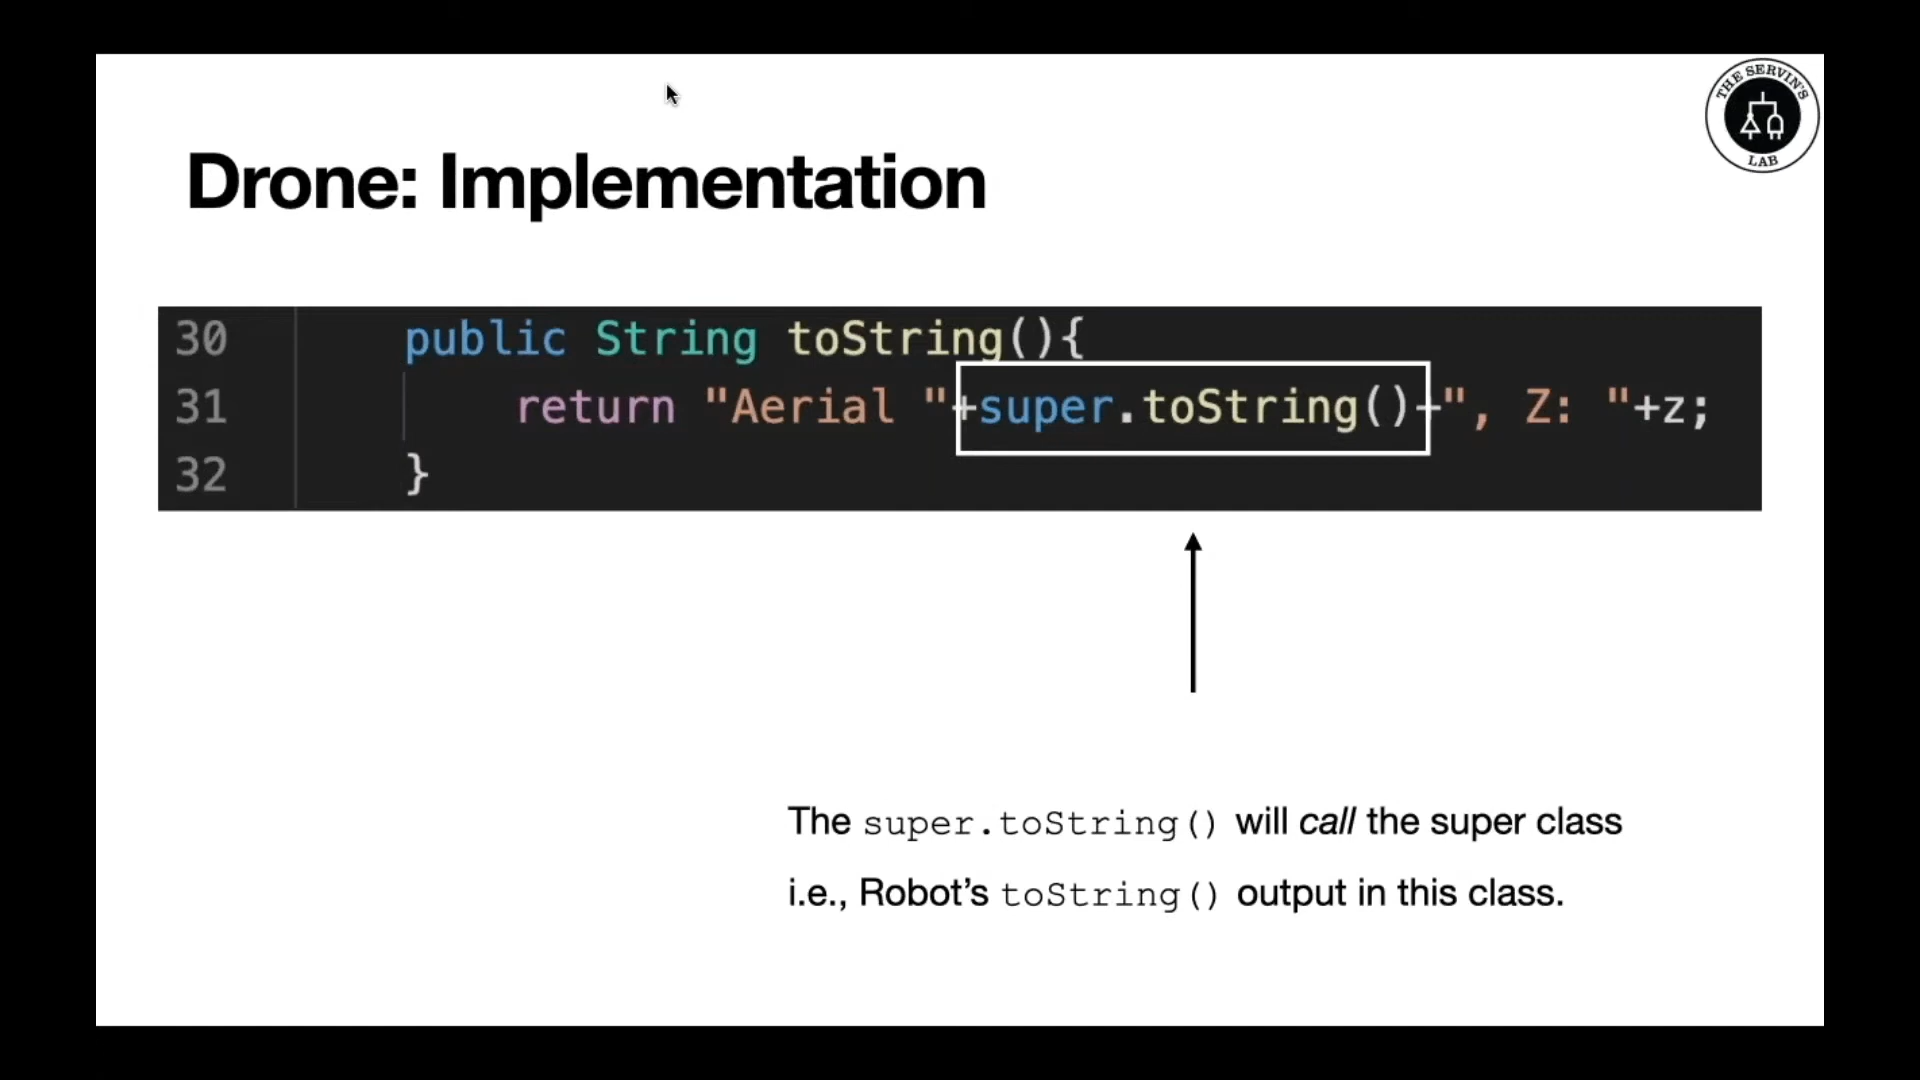 THE SERVIN'S
LAB
Drone: Implementation
30 public String toString(){
31 return "Aerial "+super.toString()+", Z: "+z;
32 }
The super.toString() will call the super class
i.e., Robot’s toString() output in this class.